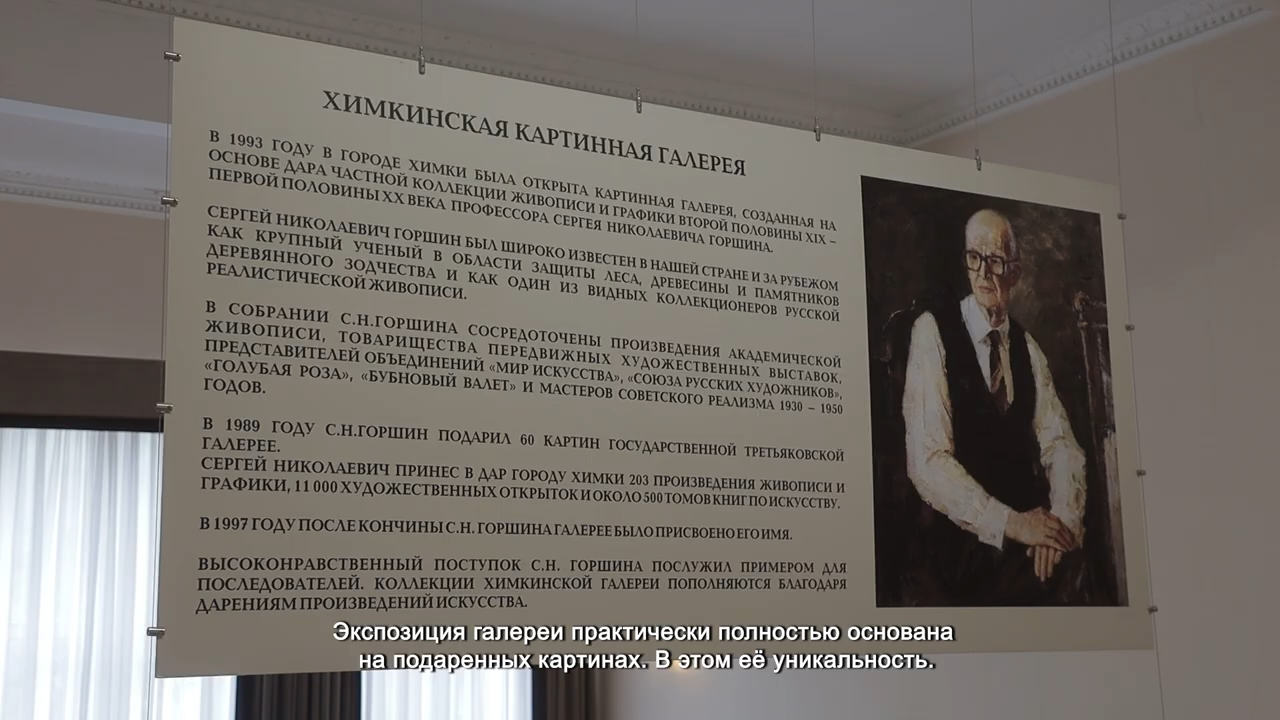 ХИМКИНСКАЯ КАРТИННАЯ ГАЛЕРЕЯ
В 1993 ГОДУ В ГОРОДЕ ХИМКИ БЫЛА ОТКРЫТА КАРТИННАЯ ГАЛЕРЕЯ, СОЗДАННАЯ НА
ОСНОВЕ ДАРА ЧАСТНОЙ КОЛЛЕКЦИИ ЖИВОПИСИ И ГРАФИКИ ВТОРОЙ ПОЛОВИНЫ XIX –
ПЕРВОЙ ПОЛОВИНЫ XX ВЕКА ПРОФЕССОРА СЕРГЕЯ НИКОЛАЕВИЧА ГОРШИНА.
СЕРГЕЙ НИКОЛАЕВИЧ ГОРШИН БЫЛ ШИРОКО ИЗВЕСТЕН В НАШЕЙ СТРАНЕ И ЗА РУБЕЖОМ
КАК КРУПНЫЙ УЧЕНЫЙ В ОБЛАСТИ ЗАЩИТЫ ЛЕСА, ДРЕВЕСИНЫ И ПАМЯТНИКОВ
ДЕРЕВЯННОГО ЗОДЧЕСТВА И КАК ОДИН ИЗ ВИДНЫХ КОЛЛЕКЦИОНЕРОВ РУССКОЙ
РЕАЛИСТИЧЕСКОЙ ЖИВОПИСИ.
В СОБРАНИИ С.Н.ГОРШИНА СОСРЕДОТОЧЕНЫ ПРОИЗВЕДЕНИЯ АКАДЕМИЧЕСКОЙ
ЖИВОПИСИ, ТОВАРИЩЕСТВА ПЕРЕДВИЖНЫХ ХУДОЖЕСТВЕННЫХ ВЫСТАВОК,
ПРЕДСТАВИТЕЛЕЙ ОБЪЕДИНЕНИЙ «МИР ИСКУССТВА», «СОЮЗА РУССКИХ ХУДОЖНИКОВ»,
«ГОЛУБАЯ РОЗА», «БУБНОВЫЙ ВАЛЕТ» И МАСТЕРОВ СОВЕТСКОГО РЕАЛИЗМА 1930 – 1950
ГОДОВ.
В 1989 ГОДУ С.Н.ГОРШИН ПОДАРИЛ 60 КАРТИН ГОСУДАРСТВЕННОЙ ТРЕТЬЯКОВСКОЙ
ГАЛЕРЕЕ.
СЕРГЕЙ НИКОЛАЕВИЧ ПРИНЕС В ДАР ГОРОДУ ХИМКИ 203 ПРОИЗВЕДЕНИЯ ЖИВОПИСИ И
ГРАФИКИ, 11 000 ХУДОЖЕСТВЕННЫХ ОТКРЫТОК И ОКОЛО 500 ТОМОВ КНИГ ПО ИСКУССТВУ.
В 1997 ГОДУ ПОСЛЕ КОНЧИНЫ С.Н. ГОРШИНА ГАЛЕРЕЕ БЫЛО ПРИСВОЕНО ЕГО ИМЯ.
ВЫСОКОНРАВСТВЕННЫЙ ПОСТУПОК С.Н. ГОРШИНА ПОСЛУЖИЛ ПРИМЕРОМ ДЛЯ
ПОСЛЕДОВАТЕЛЕЙ. КОЛЛЕКЦИИ ХИМКИНСКОЙ ГАЛЕРЕИ ПОПОЛНЯЮТСЯ БЛАГОДАРЯ
ДАРЕНИЯМ ПРОИЗВЕДЕНИЙ ИСКУССТВА.
Экспозиция галереи практически полностью основана
на подаренных картинах. В этом её уникальность.